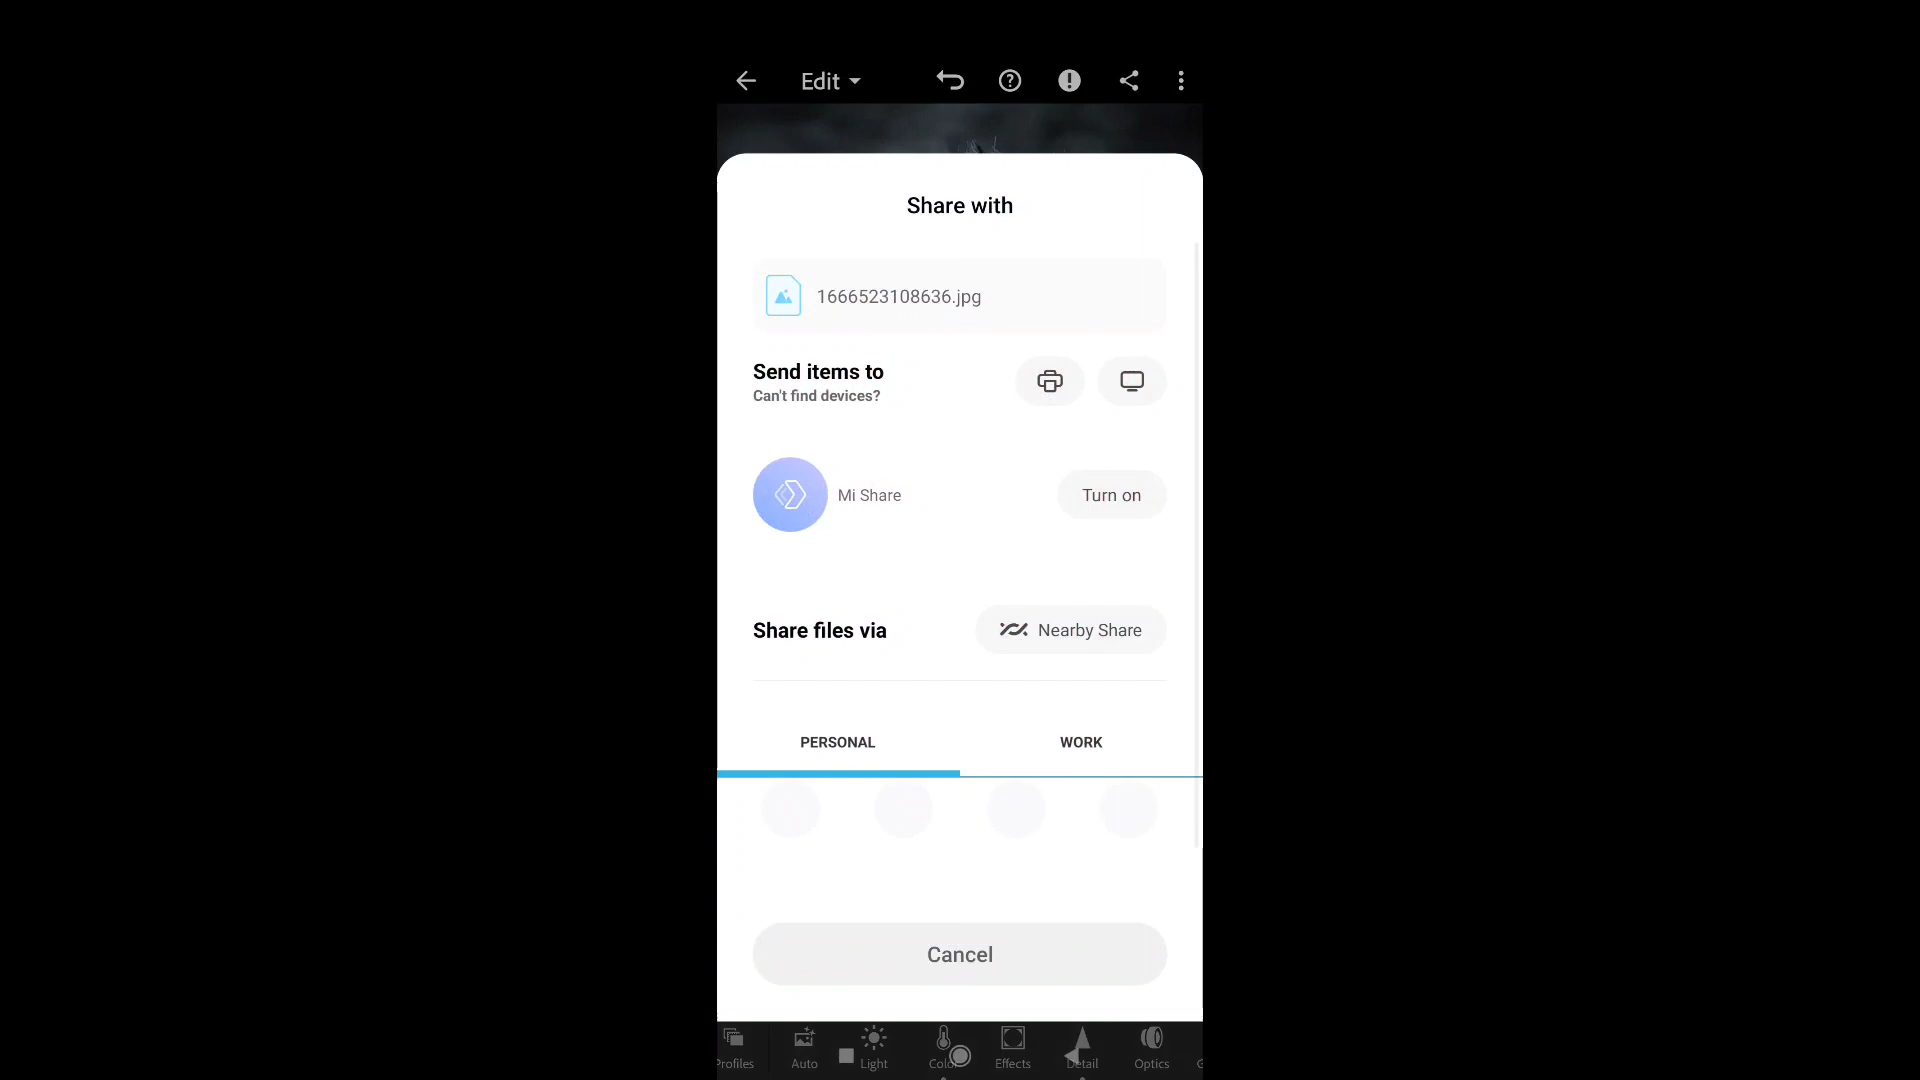 Edit
Share with
1666523108636.jpg
Send items to
Can't find devices?
Mi Share
Turn on
Share files via
Nearby Share
PERSONAL
WORK
Cancel
Profiles
Auto
Light
Color
Effects
Detail
Optics